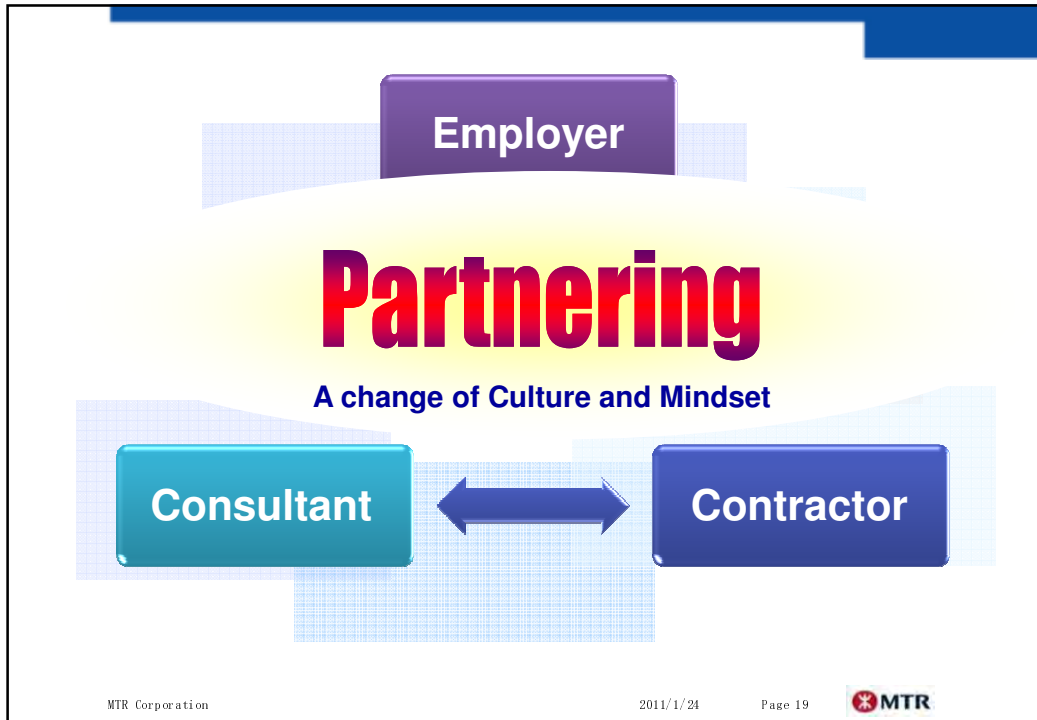 Employer
Partnering
A change of Culture and Mindset
Consultant
Contractor
MTR Corporation
2011/1/24
Page 19
MTR